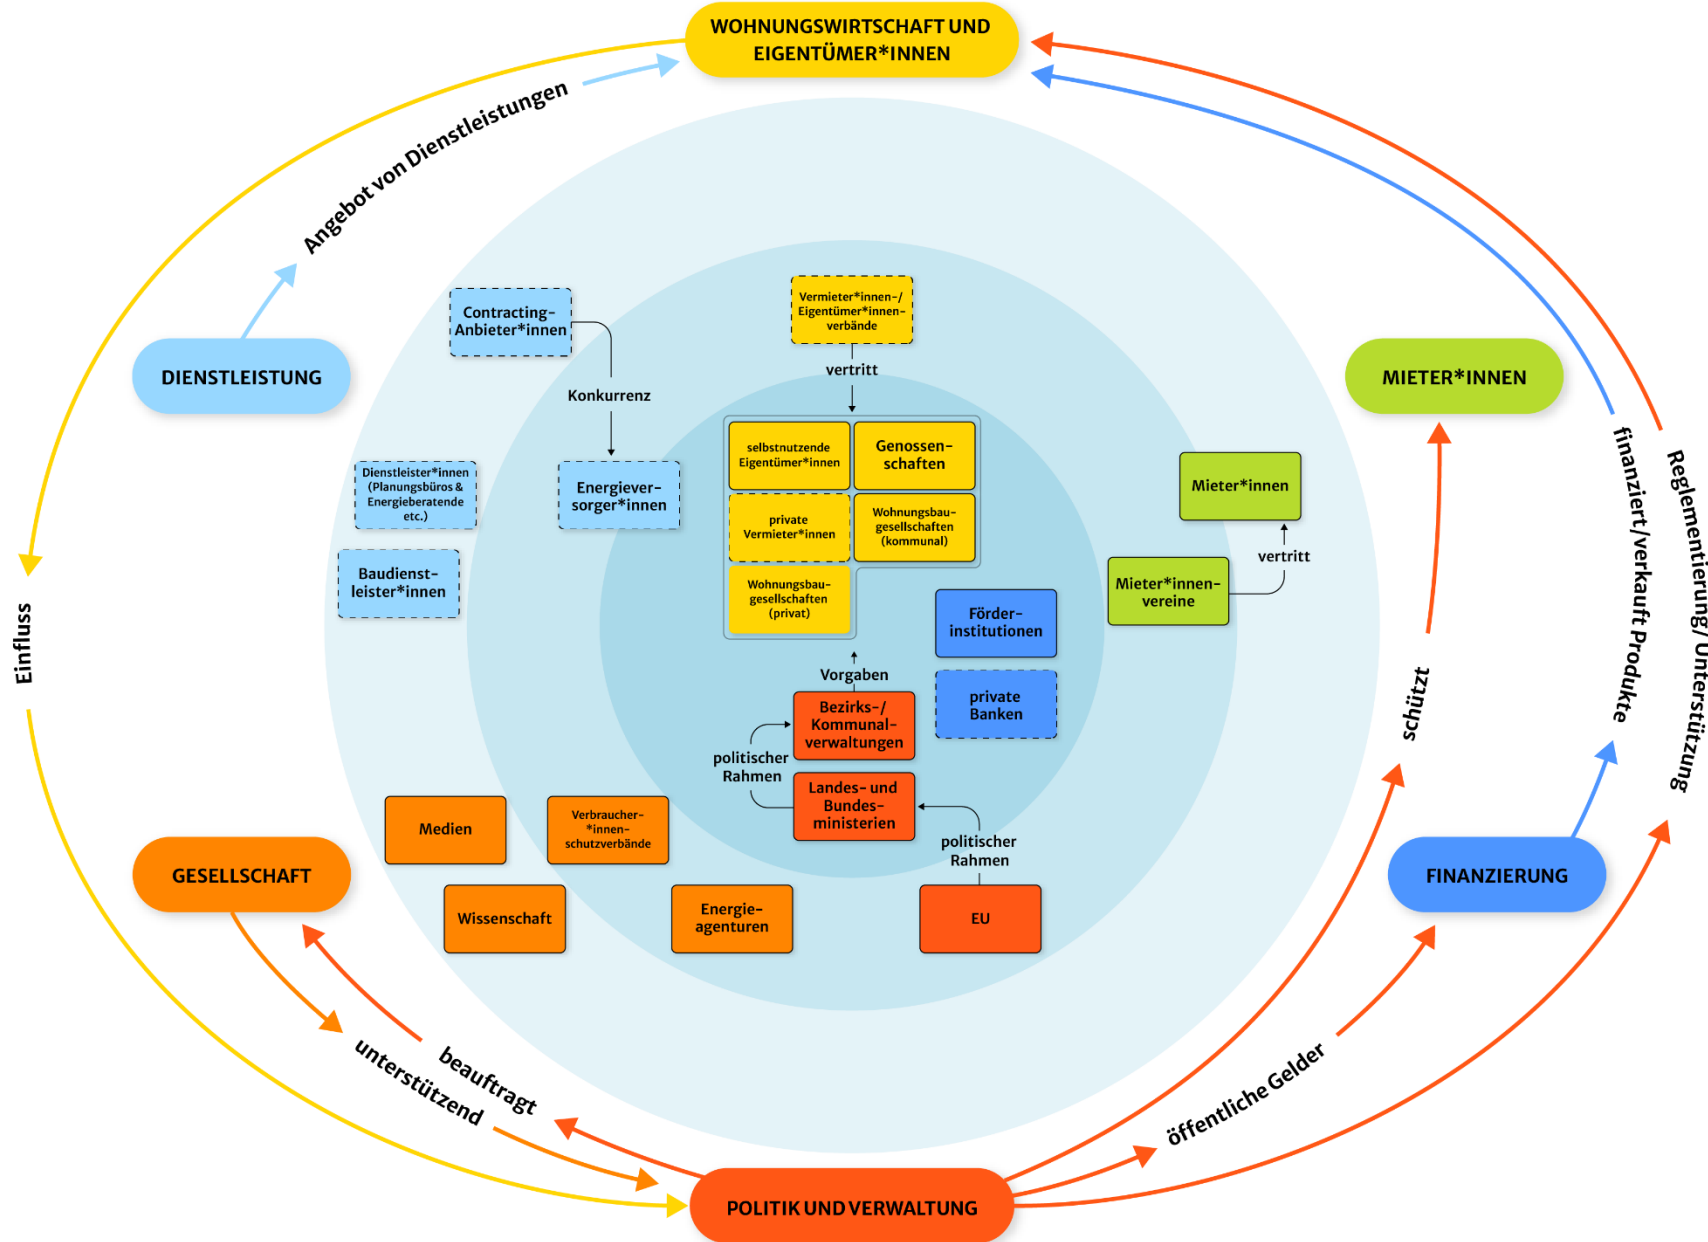 WOHNUNGSWIRTSCHAFT UND
EIGENTÜMER*INNEN
Angebot von Dienstleistungen
DIENSTLEISTUNG
Contracting-
Anbieter*innen
Vermieter*innen-/
Eigentümer*innen-
verbände
vertritt
Konkurrenz
MIETER*INNEN
selbstnutzende
Eigentümer*innen
Genossen-
schaften
Dienstleister*innen
(Planungsbüros &
Energieberatende
etc.)
Energiever-
sorger*innen
private
Vermieter*innen
Wohnungsbau-
gesellschaften
(kommunal)
Mieter*innen
vertritt
Baudienst-
leister*innen
Wohnungsbau-
gesellschaften
(privat)
Mieter*innen-
vereine
Förder-
institutionen
Einfluss
finanziert/verkauft Produkte
Reglementierung/ Unterstützung
schützt
Vorgaben
Bezirks-/
Kommunal-
verwaltungen
private
Banken
politischer
Rahmen
Landes- und
Bundes-
ministerien
politischer
Rahmen
Medien
Verbraucher-
*innen-
schutzverbände
GESELLSCHAFT
FINANZIERUNG
Wissenschaft
Energie-
agenturen
EU
beauftragt
unterstützend
öffentliche Gelder
POLITIK UND VERWALTUNG